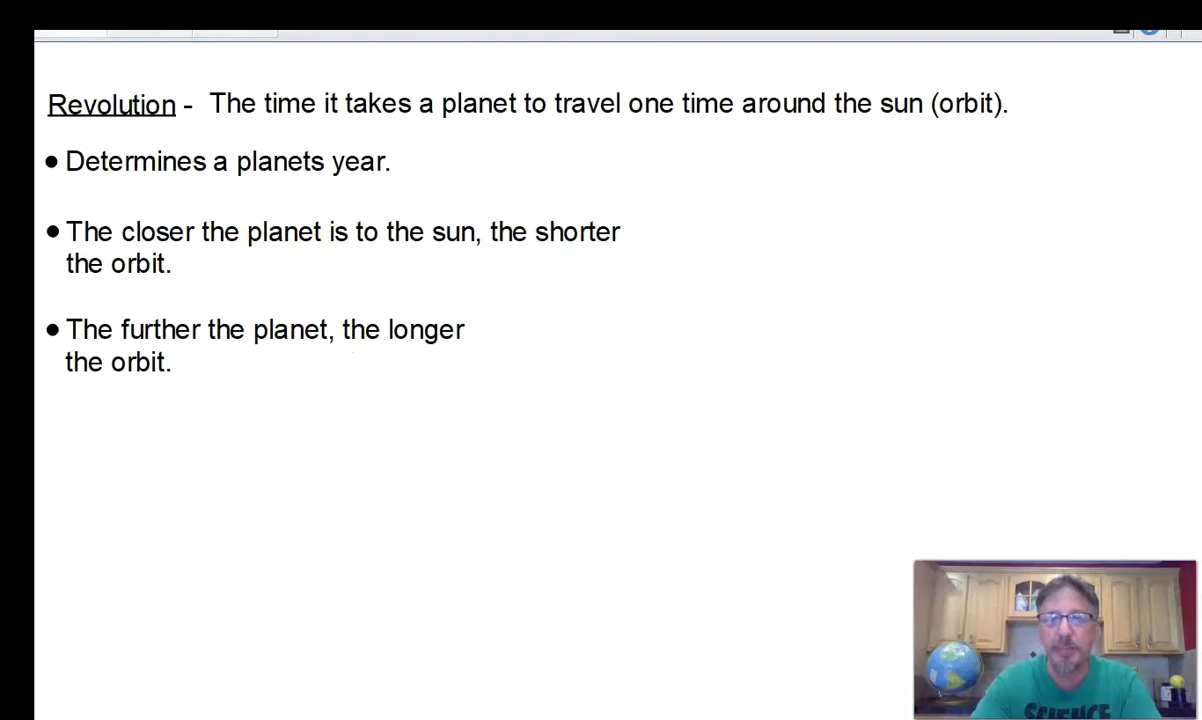 Revolution - The time it takes a planet to travel one time around the sun (orbit).
● Determines a planets year.
● The closer the planet is to the sun, the shorter
the orbit.
● The further the planet, the longer
the orbit.
SCIENCE